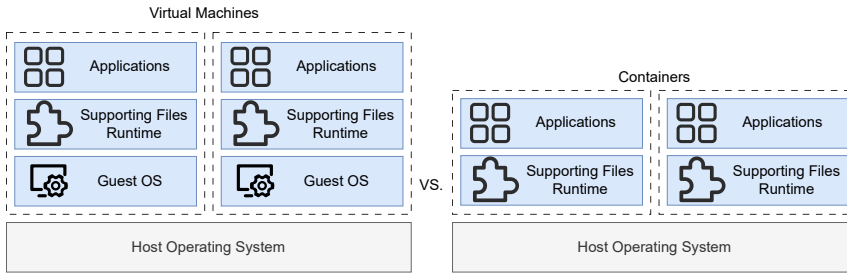 Virtual Machines
Applications
Supporting Files
Runtime
Guest OS
Applications
Supporting Files
Runtime
Guest OS
Host Operating System
VS.
Containers
Applications
Supporting Files
Runtime
Applications
Supporting Files
Runtime
Host Operating System